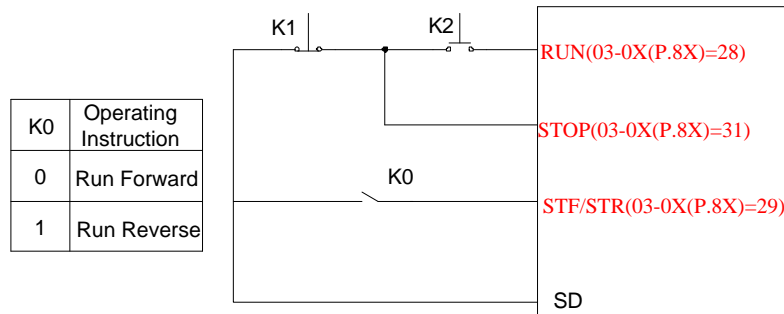 K1
K2
RUN(03-0X(P.8X)=28)
K0
Operating
Instruction
STOP(03-0X(P.8X)=31)
0
Run Forward
K0
STF/STR(03-0X(P.8X)=29)
1
Run Reverse
SD